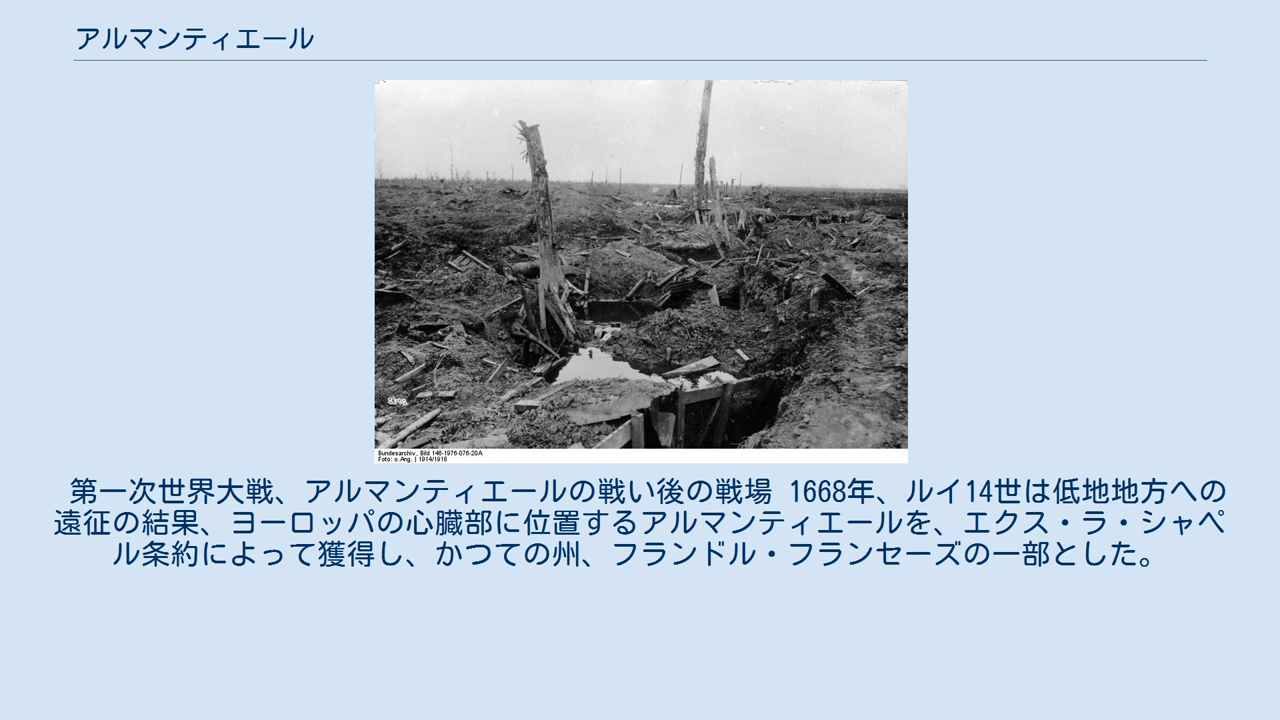 アルマンティエール
8398
Bundesarchiv, Bild 146-1976-076-20A
Foto: o.Ang. | 1914/1918
第一次世界大戦、アルマンティエールの戦い後の戦場 1668年、ルイ14世は低地地方への
遠征の結果、ヨーロッパの心臓部に位置するアルマンティエールを、エクス・ラ・シャペ
ル条約によって獲得し、かつての州、フランドル・フランセーズの一部とした。